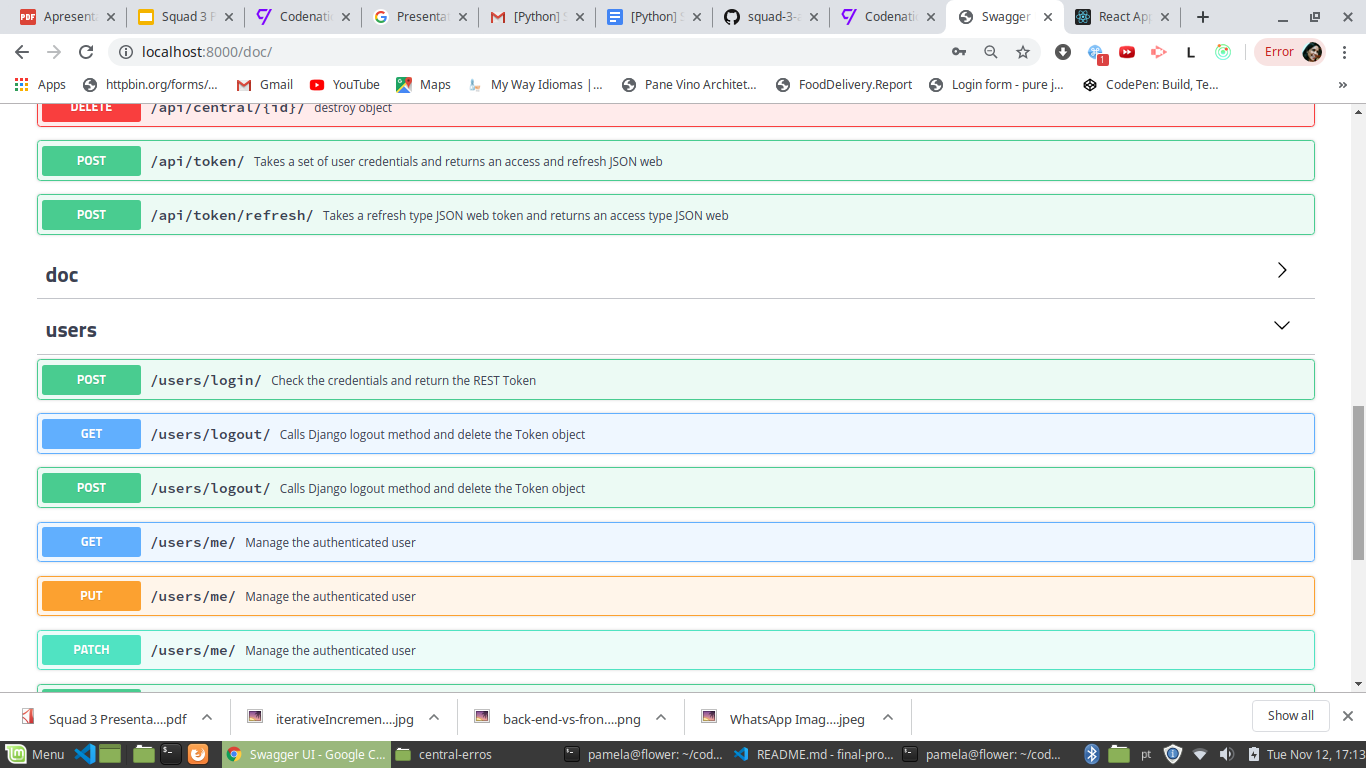 Apresenta
Squad 3 P
Codenati
Presentat
[Python] S
[Python] S
squad-3-a
Codenati
Swagger
React App
localhost:8000/doc/
1
L
Error
Apps
httpbin.org/forms/...
Gmail
YouTube
Maps
My Way Idiomas |...
Pane Vino Architet...
FoodDelivery.Report
Login form - pure j...
CodePen: Build, Te...
»
DELETE /api/central/{id}/ destroy object
POST /api/token/ Takes a set of user credentials and returns an access and refresh JSON web
POST /api/token/refresh/ Takes a refresh type JSON web token and returns an access type JSON web
doc
users
POST /users/login/ Check the credentials and return the REST Token
GET /users/logout/ Calls Django logout method and delete the Token object
POST /users/logout/ Calls Django logout method and delete the Token object
GET /users/me/ Manage the authenticated user
PUT /users/me/ Manage the authenticated user
PATCH /users/me/ Manage the authenticated user
Squad 3 Presenta....pdf
iterativeIncremen....jpg
back-end-vs-fron....png
WhatsApp Imag....jpeg
Show all
Menu
Swagger UI - Google C...
central-erros
pamela@flower: ~/cod...
README.md - final-pro...
pamela@flower: ~/cod...
pt
Tue Nov 12, 17:13